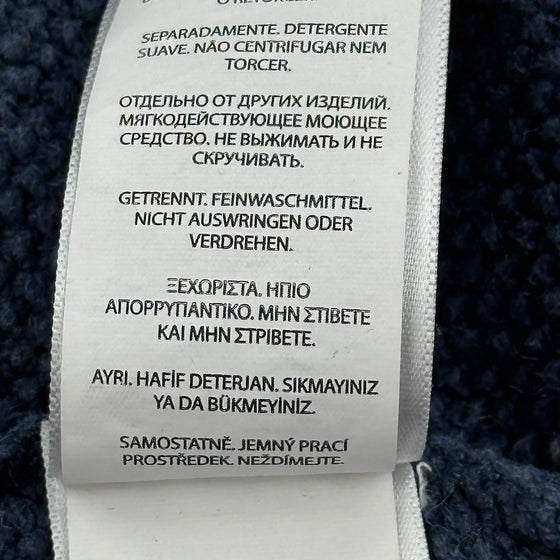 SEPARADAMENTE. DETERGENTE
SUAVE. NÃO CENTRIFUGAR NEM
TORCER.
ОТДЕЛЬНО ОТ ДРУГИХ ИЗДЕЛИЙ.
МЯГКОДЕЙСТВУЮЩЕЕ МОЮЩЕЕ
СРЕДСТВО. НЕ ВЫЖИМАТЬ И НЕ
СКРУЧИВАТЬ.
GETRENNT. FEINWASCHMITTEL.
NICHT AUSWRINGEN ODER
VERDREHEN.
ΞΕΧΩΡΙΣΤΑ. ΗΠΙΟ
ΑΠΟΡΡΥΠΑΝΤΙΚΟ. ΜΗΝ ΣΤΙΒΕΤΕ
ΚΑΙ ΜΗΝ ΣΤΡΙΒΕΤΕ.
AYRI. HAFİF DETERJAN. SIKMAYINIZ
YA DA BÜKMEYİNİZ.
SAMOSTATNĚ. JEMNÝ PRACÍ
PROSTŘEDEK. NEŽDÍMEJTE.